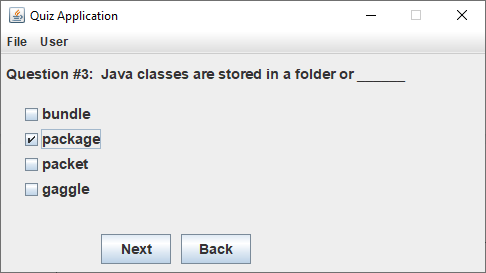 Quiz Application
File User
Question #3: Java classes are stored in a folder or ______
bundle
package
packet
gaggle
Next Back